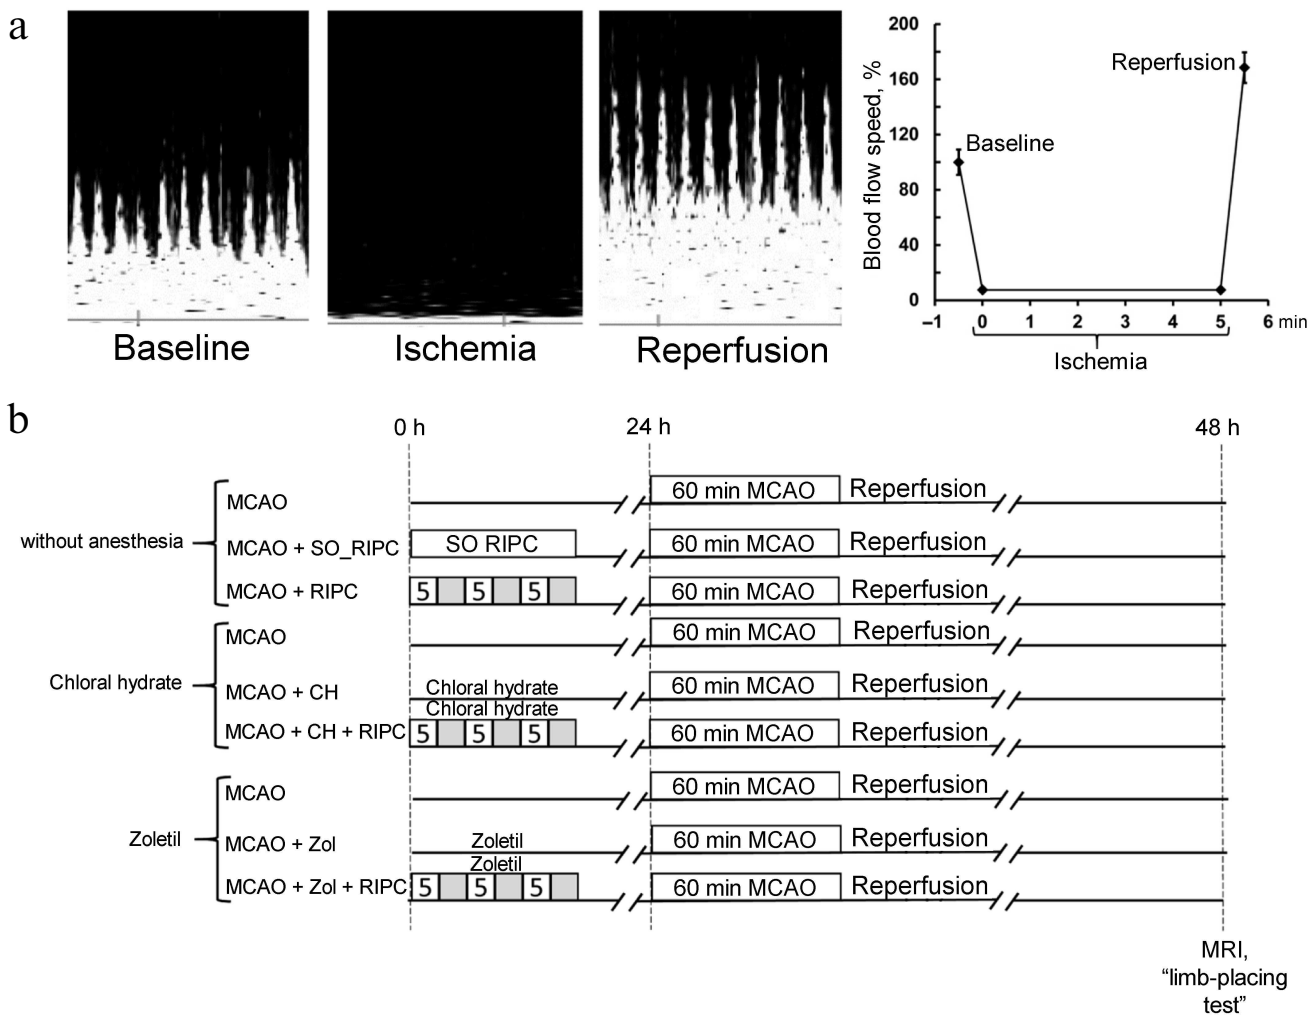 a
200
160
120
80
40
0
Blood flow speed, %
Baseline
Reperfusion
–1 0 1 2 3 4 5 6 min
Ischemia
Baseline
Ischemia
Reperfusion
b
0 h
24 h
48 h
without anesthesia
MCAO
60 min MCAO Reperfusion
MCAO + SO_RIPC
SO RIPC
60 min MCAO Reperfusion
MCAO + RIPC
5 5 5
60 min MCAO Reperfusion
Chloral hydrate
MCAO
60 min MCAO Reperfusion
MCAO + CH
Chloral hydrate
60 min MCAO Reperfusion
MCAO + CH + RIPC
Chloral hydrate
5 5 5
60 min MCAO Reperfusion
Zoletil
MCAO
60 min MCAO Reperfusion
MCAO + Zol
Zoletil
60 min MCAO Reperfusion
MCAO + Zol + RIPC
Zoletil
5 5 5
60 min MCAO Reperfusion
MRI,
“limb-placing
test”